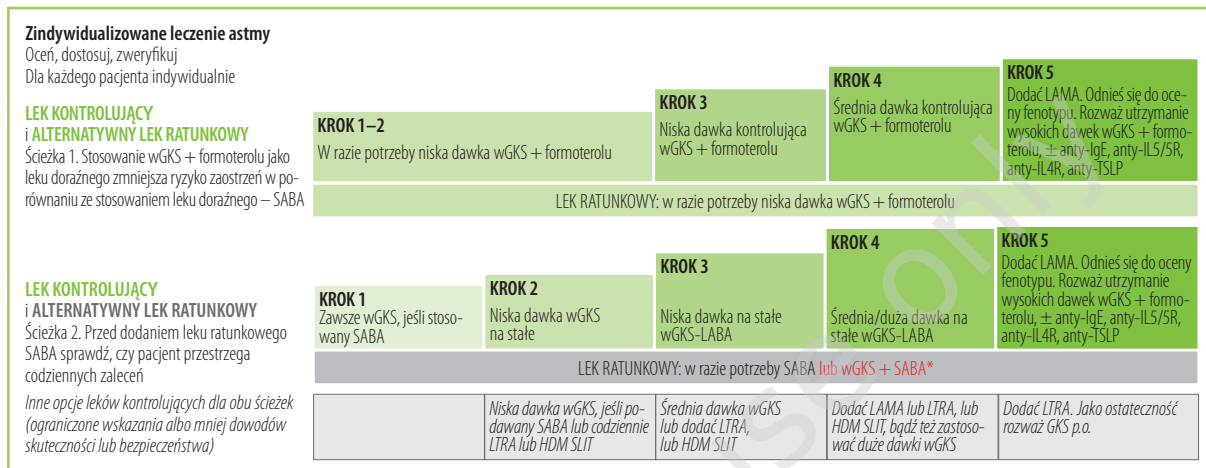 Zindywidualizowane leczenie astmy
Oceń, dostosuj, zweryfikuj
Dla każdego pacjenta indywidualnie
LEK KONTROLUJĄCY
i ALTERNATYWNY LEK RATUNKOWY
Ścieżka 1. Stosowanie wGKS + formoterolu jako
leku doraźnego zmniejsza ryzyko zaostrzeń w po-
równaniu ze stosowaniem leku doraźnego – SABA
KROK 1–2
W razie potrzeby niska dawka wGKS + formoterolu
KROK 3
Niska dawka kontrolująca
wGKS + formoterolu
KROK 4
Średnia dawka kontrolująca
wGKS + formoterolu
KROK 5
Dodać LAMA. Odnieś się do oce-
ny fenotypu. Rozważ utrzymanie
wysokich dawek wGKS + formo-
terolu, ± anty-IgE, anty-IL5/5R,
anty-IL4R, anty-TSLP
LEK RATUNKOWY: w razie potrzeby niska dawka wGKS + formoterolu
LEK KONTROLUJĄCY
i ALTERNATYWNY LEK RATUNKOWY
Ścieżka 2. Przed dodaniem leku ratunkowego
SABA sprawdź, czy pacjent przestrzega
codziennych zaleceń
KROK 1
Zawsze wGKS, jeśli stoso-
wany SABA
KROK 2
Niska dawka wGKS
na stałe
KROK 3
Niska dawka na stałe
wGKS-LABA
KROK 4
Średnia/duża dawka na
stałe wGKS-LABA
KROK 5
Dodać LAMA. Odnieś się do oceny
fenotypu. Rozważ utrzymanie
wysokich dawek wGKS + formo-
terolu, ± anty-IgE, anty-IL5/5R,
anty-IL4R, anty-TSLP
LEK RATUNKOWY: w razie potrzeby SABA lub wGKS + SABA*
Inne opcje leków kontrolujących dla obu ścieżek
(ograniczone wskazania albo mniej dowodów
skuteczności lub bezpieczeństwa)
Niska dawka wGKS, jeśli po-
dawany SABA lub codziennie
LTRA lub HDM SLIT
Średnia dawka wGKS
lub dodać LTRA,
lub HDM SLIT
Dodać LAMA lub LTRA, lub
HDM SLIT, bądź też zastoso-
wać duże dawki wGKS
Dodać LTRA. Jako ostateczność
rozważ GKS p.o.
use only